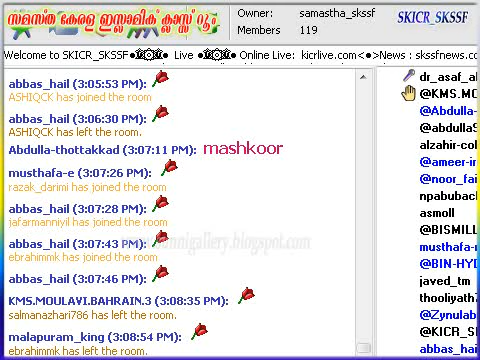 സമസ്ത കേരള ഇസ്ലാമിക് ക്ലാസ് റൂം
Owner: samastha_skssf
Members 119
SKICR_SKSSF
Welcome to SKICR_SKSSF Live Online Live: kicrlive.com <●>News : skssfnews.co
abbas_hail (3:05:53 PM):
ASHIQCK has joined the room
abbas_hail (3:06:30 PM):
ASHIQCK has left the room.
Abdulla-thottakkad (3:07:11 PM): mashkoor
musthafa-e (3:07:26 PM):
razak_darimi has joined the room
abbas_hail (3:07:28 PM):
jafarmanniyil has joined the room
abbas_hail (3:07:43 PM):
ebrahimmk has joined the room
abbas_hail (3:07:46 PM):
KMS.MOULAVI.BAHRAIN.3 (3:08:35 PM):
salmanazhari786 has left the room.
malapuram_king (3:08:54 PM):
ebrahimmk has left the room.
dr_asaf_al
@KMS.MO
@Abdulla-
@abdullaS
alzahir-col
@ameer-ir
@noor_fai
npabuback
asmoll
@BISMILL
musthafa-
@BIN-HYD
javed_tm
thooliyath7
@Zynulab
@KICR_SK
abbas_hai